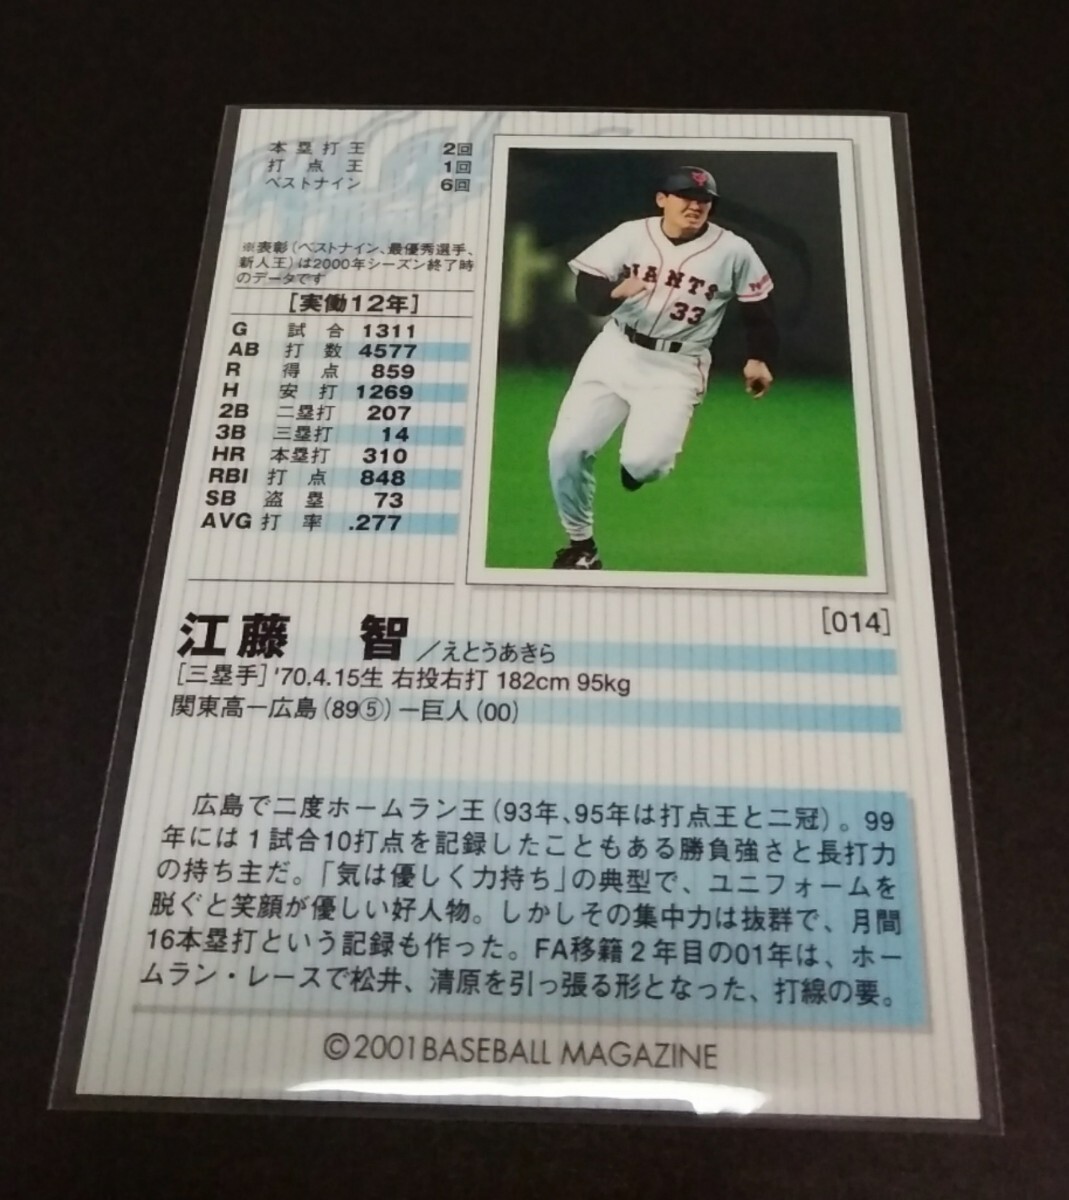 本塁打王 2回
打点王 1回
ベストナイン 6回
※表彰(ベストナイン、最優秀選手、
新人王)は2000年シーズン終了時
のデータです
[実働12年]
G 試合 1311
AB 打数 4577
R 得点 859
H 安打 1269
2B 二塁打 207
3B 三塁打 14
HR 本塁打 310
RBI 打点 848
SB 盗塁 73
AVG 打率 .277
GIANTS
33
[014]
江藤 智/えとうあきら
[三塁手] '70.4.15生 右投右打 182cm 95kg
関東高ー広島(89⑤)ー巨人(00)
広島で二度ホームラン王(93年、95年は打点王と二冠)。99
年には1試合10打点を記録したこともある勝負強さと長打力
の持ち主だ。「気は優しく力持ち」の典型で、ユニフォームを
脱ぐと笑顔が優しい好人物。しかしその集中力は抜群で、月間
16本塁打という記録も作った。FA移籍2年目の01年は、ホー
ムラン・レースで松井、清原を引っ張る形となった、打線の要。
©2001 BASEBALL MAGAZINE